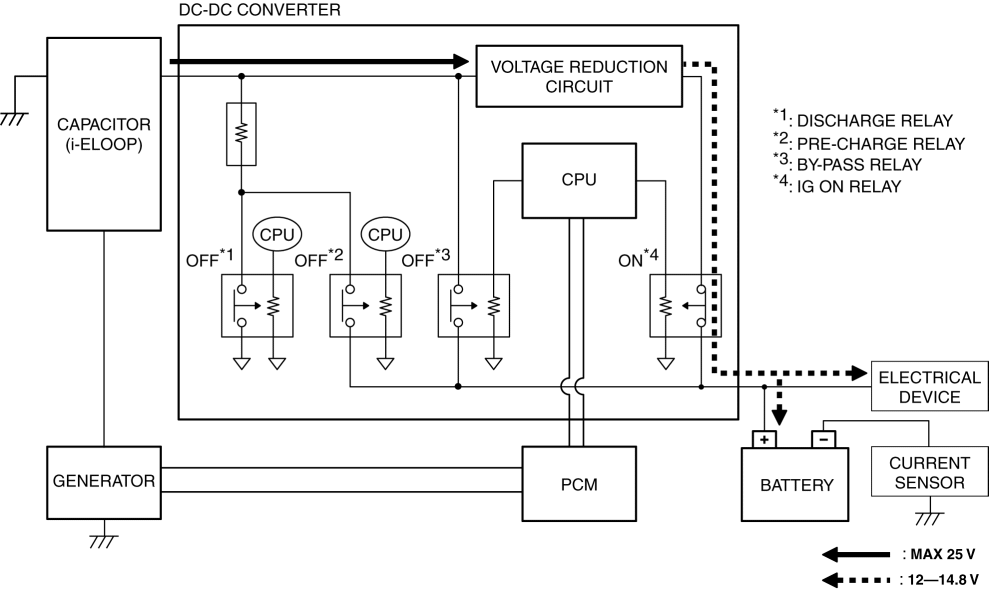 DC-DC CONVERTER
CAPACITOR
(i-ELOOP)
VOLTAGE REDUCTION
CIRCUIT
*1: DISCHARGE RELAY
*2: PRE-CHARGE RELAY
*3: BY-PASS RELAY
*4: IG ON RELAY
CPU
CPU
CPU
OFF*1
OFF*2
OFF*3
ON*4
ELECTRICAL
DEVICE
+
−
GENERATOR
PCM
BATTERY
CURRENT
SENSOR
: MAX 25 V
: 12—14.8 V